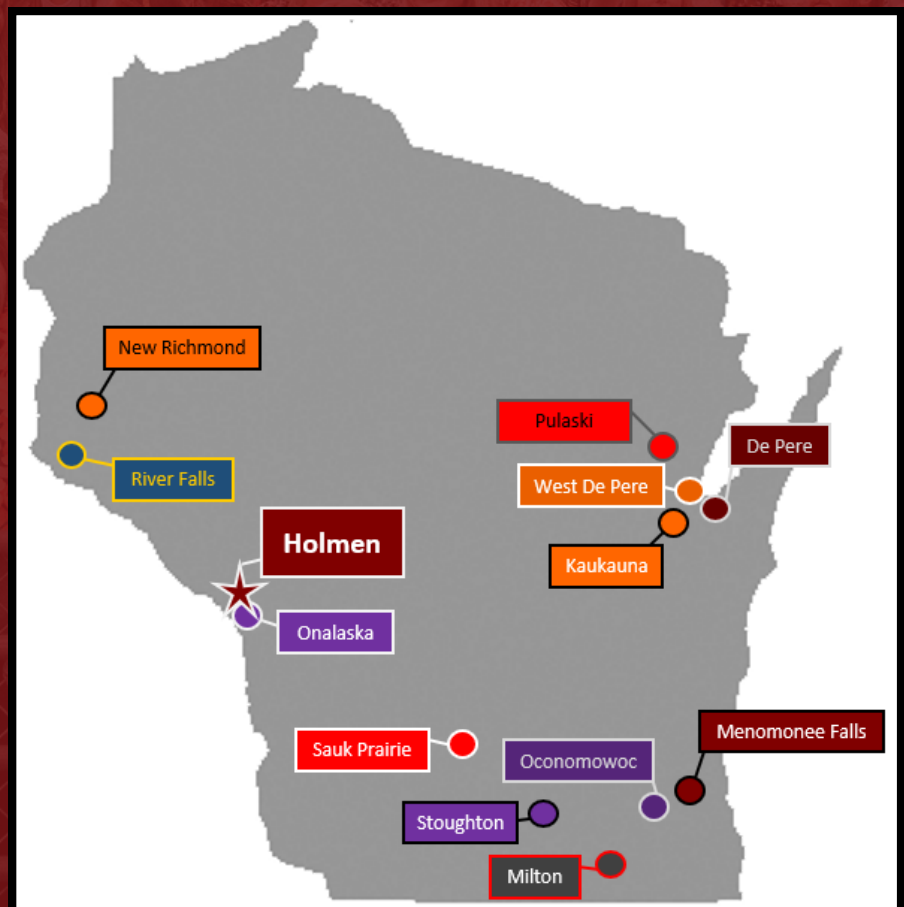 New Richmond
Pulaski
De Pere
River Falls
West De Pere
Holmen
Kaukauna
Onalaska
Menomonee Falls
Sauk Prairie
Oconomowoc
Stoughton
Milton